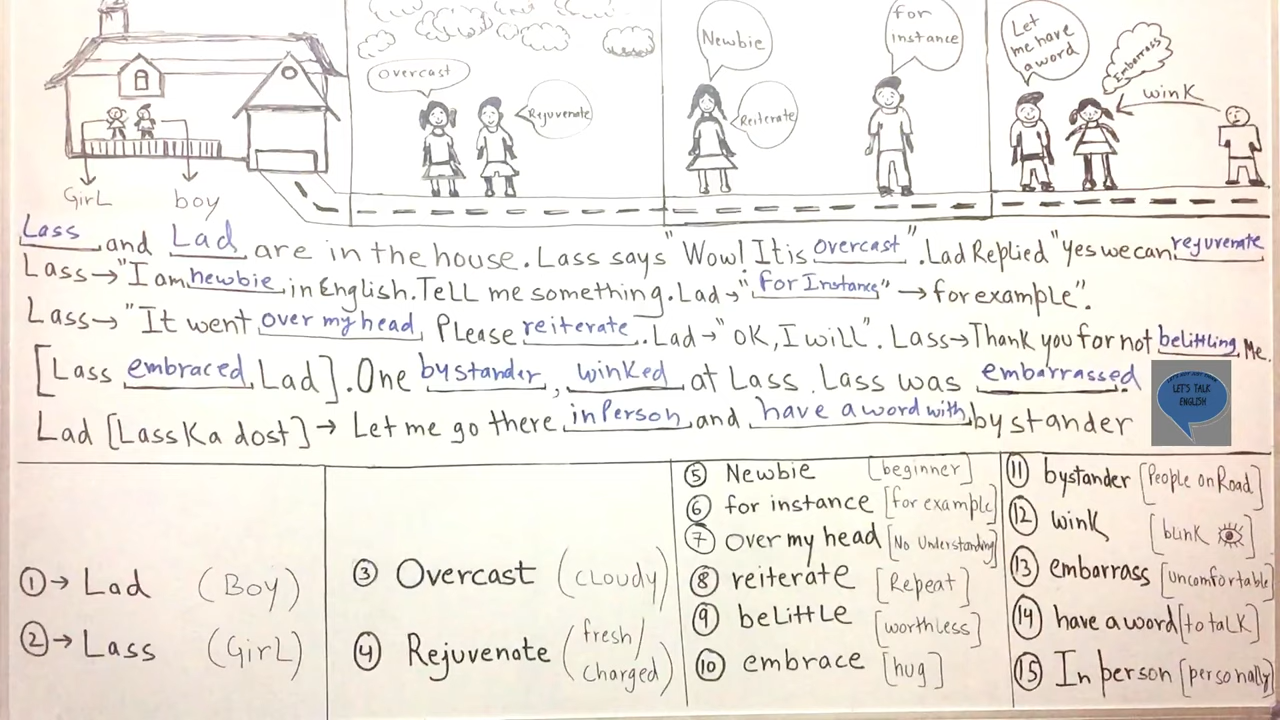 Overcast
Rejuvenate
Newbie
Reiterate
for instance
Let me have a word
Embarrass
wink
Girl
boy
Lass and Lad are in the house. Lass says "Wow! It is overcast". Lad Replied "Yes we can rejuvenate
Lass→"I am newbie in English. Tell me something. Lad→"for Instance" → for example".
Lass→"It went over my head, Please reiterate. Lad→"OK, I will". Lass→Thank you for not belittling Me.
[Lass embraced Lad]. One bystander, winked at Lass. Lass was embarrassed
Lad [Lass Ka dost]→ Let me go there in Person and have a word with bystander
LET'S TALK
ENGLISH
①→ Lad (Boy)
②→ Lass (Girl)
③ Overcast (cloudy)
④ Rejuvenate (fresh/charged)
⑤ Newbie [beginner]
⑥ for instance [for example]
⑦ over my head [No Understanding]
⑧ reiterate [Repeat]
⑨ belittle [worthless]
⑩ embrace [hug]
⑪ bystander [People on Road]
⑫ wink [blink]
⑬ embarrass [uncomfortable]
⑭ have a word [to talk]
⑮ In person [personally]